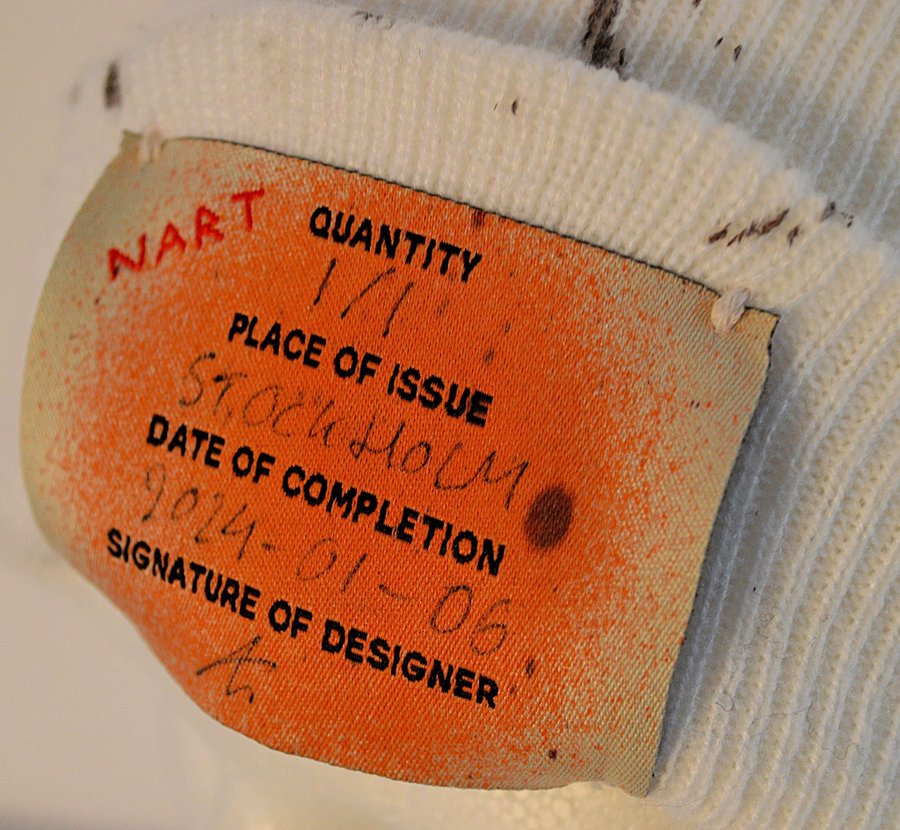 NART
QUANTITY
1/1
PLACE OF ISSUE
STOCKHOLM
DATE OF COMPLETION
2024-01-06
SIGNATURE OF DESIGNER